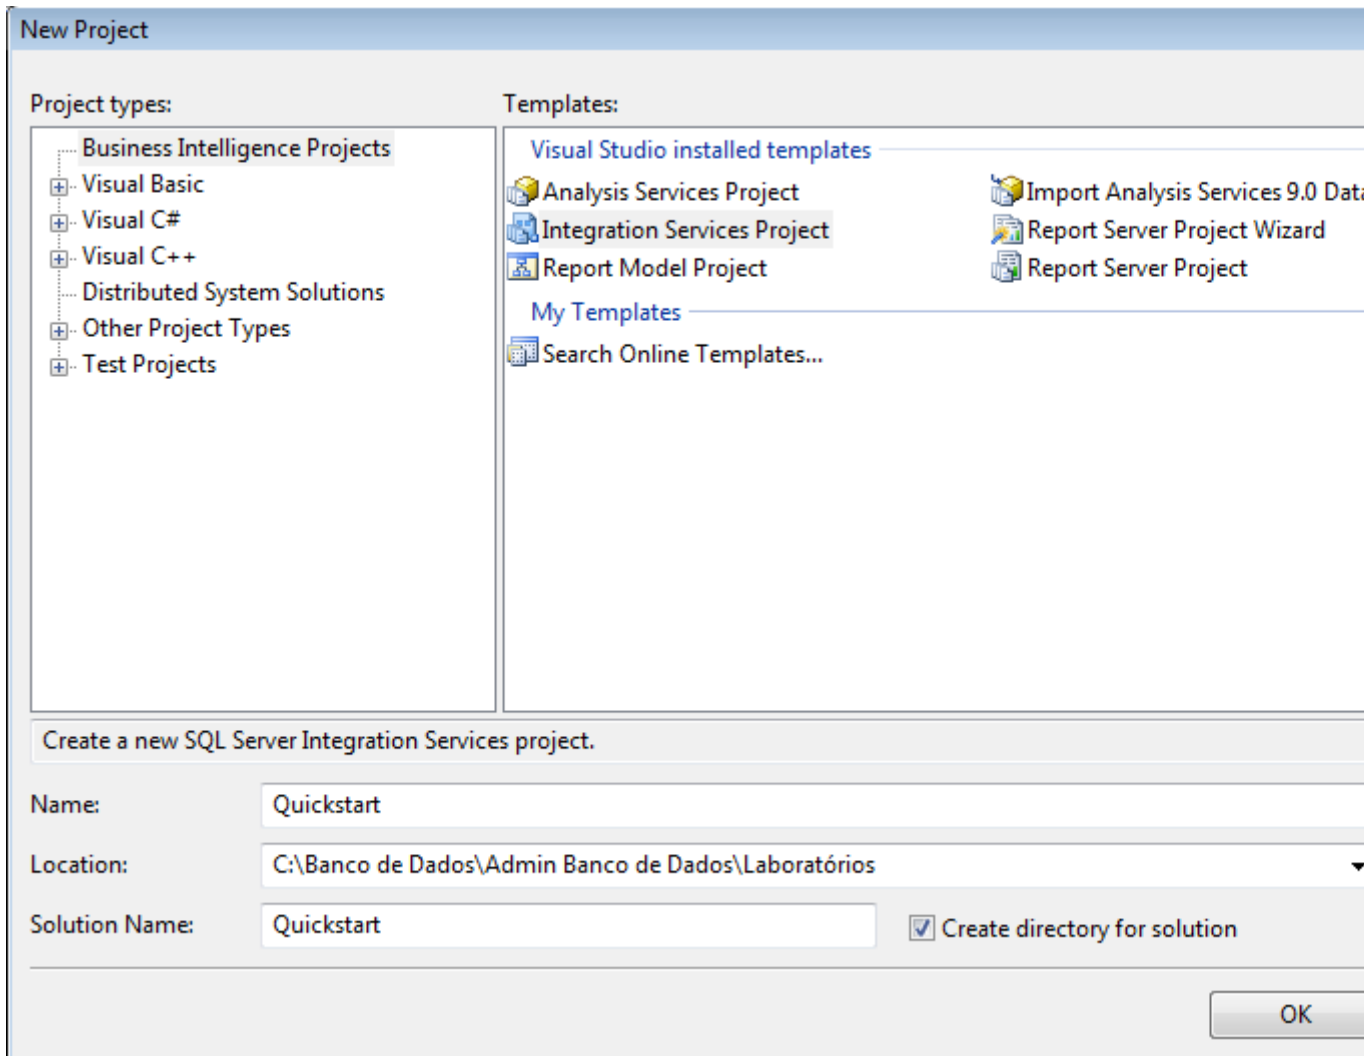 New Project
Project types:
Templates:
Business Intelligence Projects
Visual Basic
Visual C#
Visual C++
Distributed System Solutions
Other Project Types
Test Projects
Visual Studio installed templates
Analysis Services Project
Import Analysis Services 9.0 Data
Integration Services Project
Report Server Project Wizard
Report Model Project
Report Server Project
My Templates
Search Online Templates...
Create a new SQL Server Integration Services project.
Name:
Quickstart
Location:
C:\Banco de Dados\Admin Banco de Dados\Laboratórios
Solution Name:
Quickstart
Create directory for solution
OK